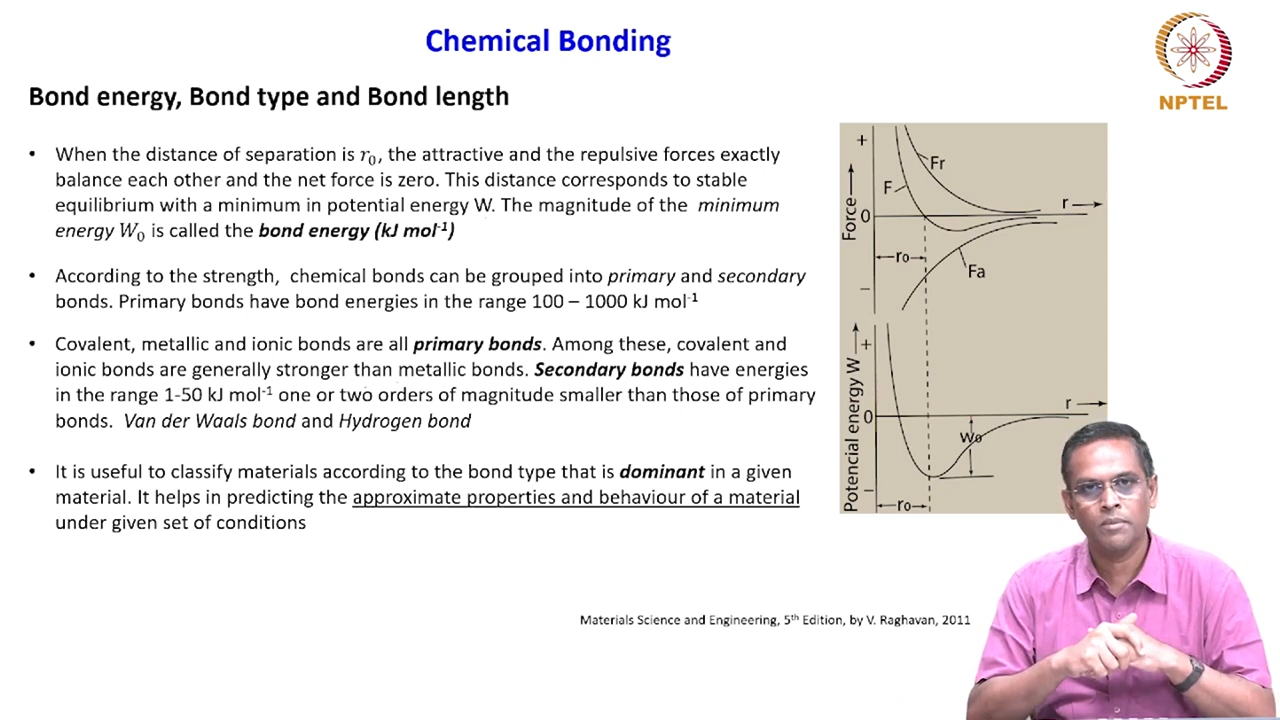 Chemical Bonding
NPTEL
Bond energy, Bond type and Bond length
• When the distance of separation is r₀, the attractive and the repulsive forces exactly
balance each other and the net force is zero. This distance corresponds to stable
equilibrium with a minimum in potential energy W. The magnitude of the minimum
energy W₀ is called the bond energy (kJ mol⁻¹)
• According to the strength, chemical bonds can be grouped into primary and secondary
bonds. Primary bonds have bond energies in the range 100 – 1000 kJ mol⁻¹
• Covalent, metallic and ionic bonds are all primary bonds. Among these, covalent and
ionic bonds are generally stronger than metallic bonds. Secondary bonds have energies
in the range 1-50 kJ mol⁻¹ one or two orders of magnitude smaller than those of primary
bonds. Van der Waals bond and Hydrogen bond
• It is useful to classify materials according to the bond type that is dominant in a given
material. It helps in predicting the approximate properties and behaviour of a material
under given set of conditions
+
Fr
F
r
0
Force
r₀
Fa
−
+
r
0
Potencial energy W
W₀
−
r₀
Materials Science and Engineering, 5th Edition, by V. Raghavan, 2011